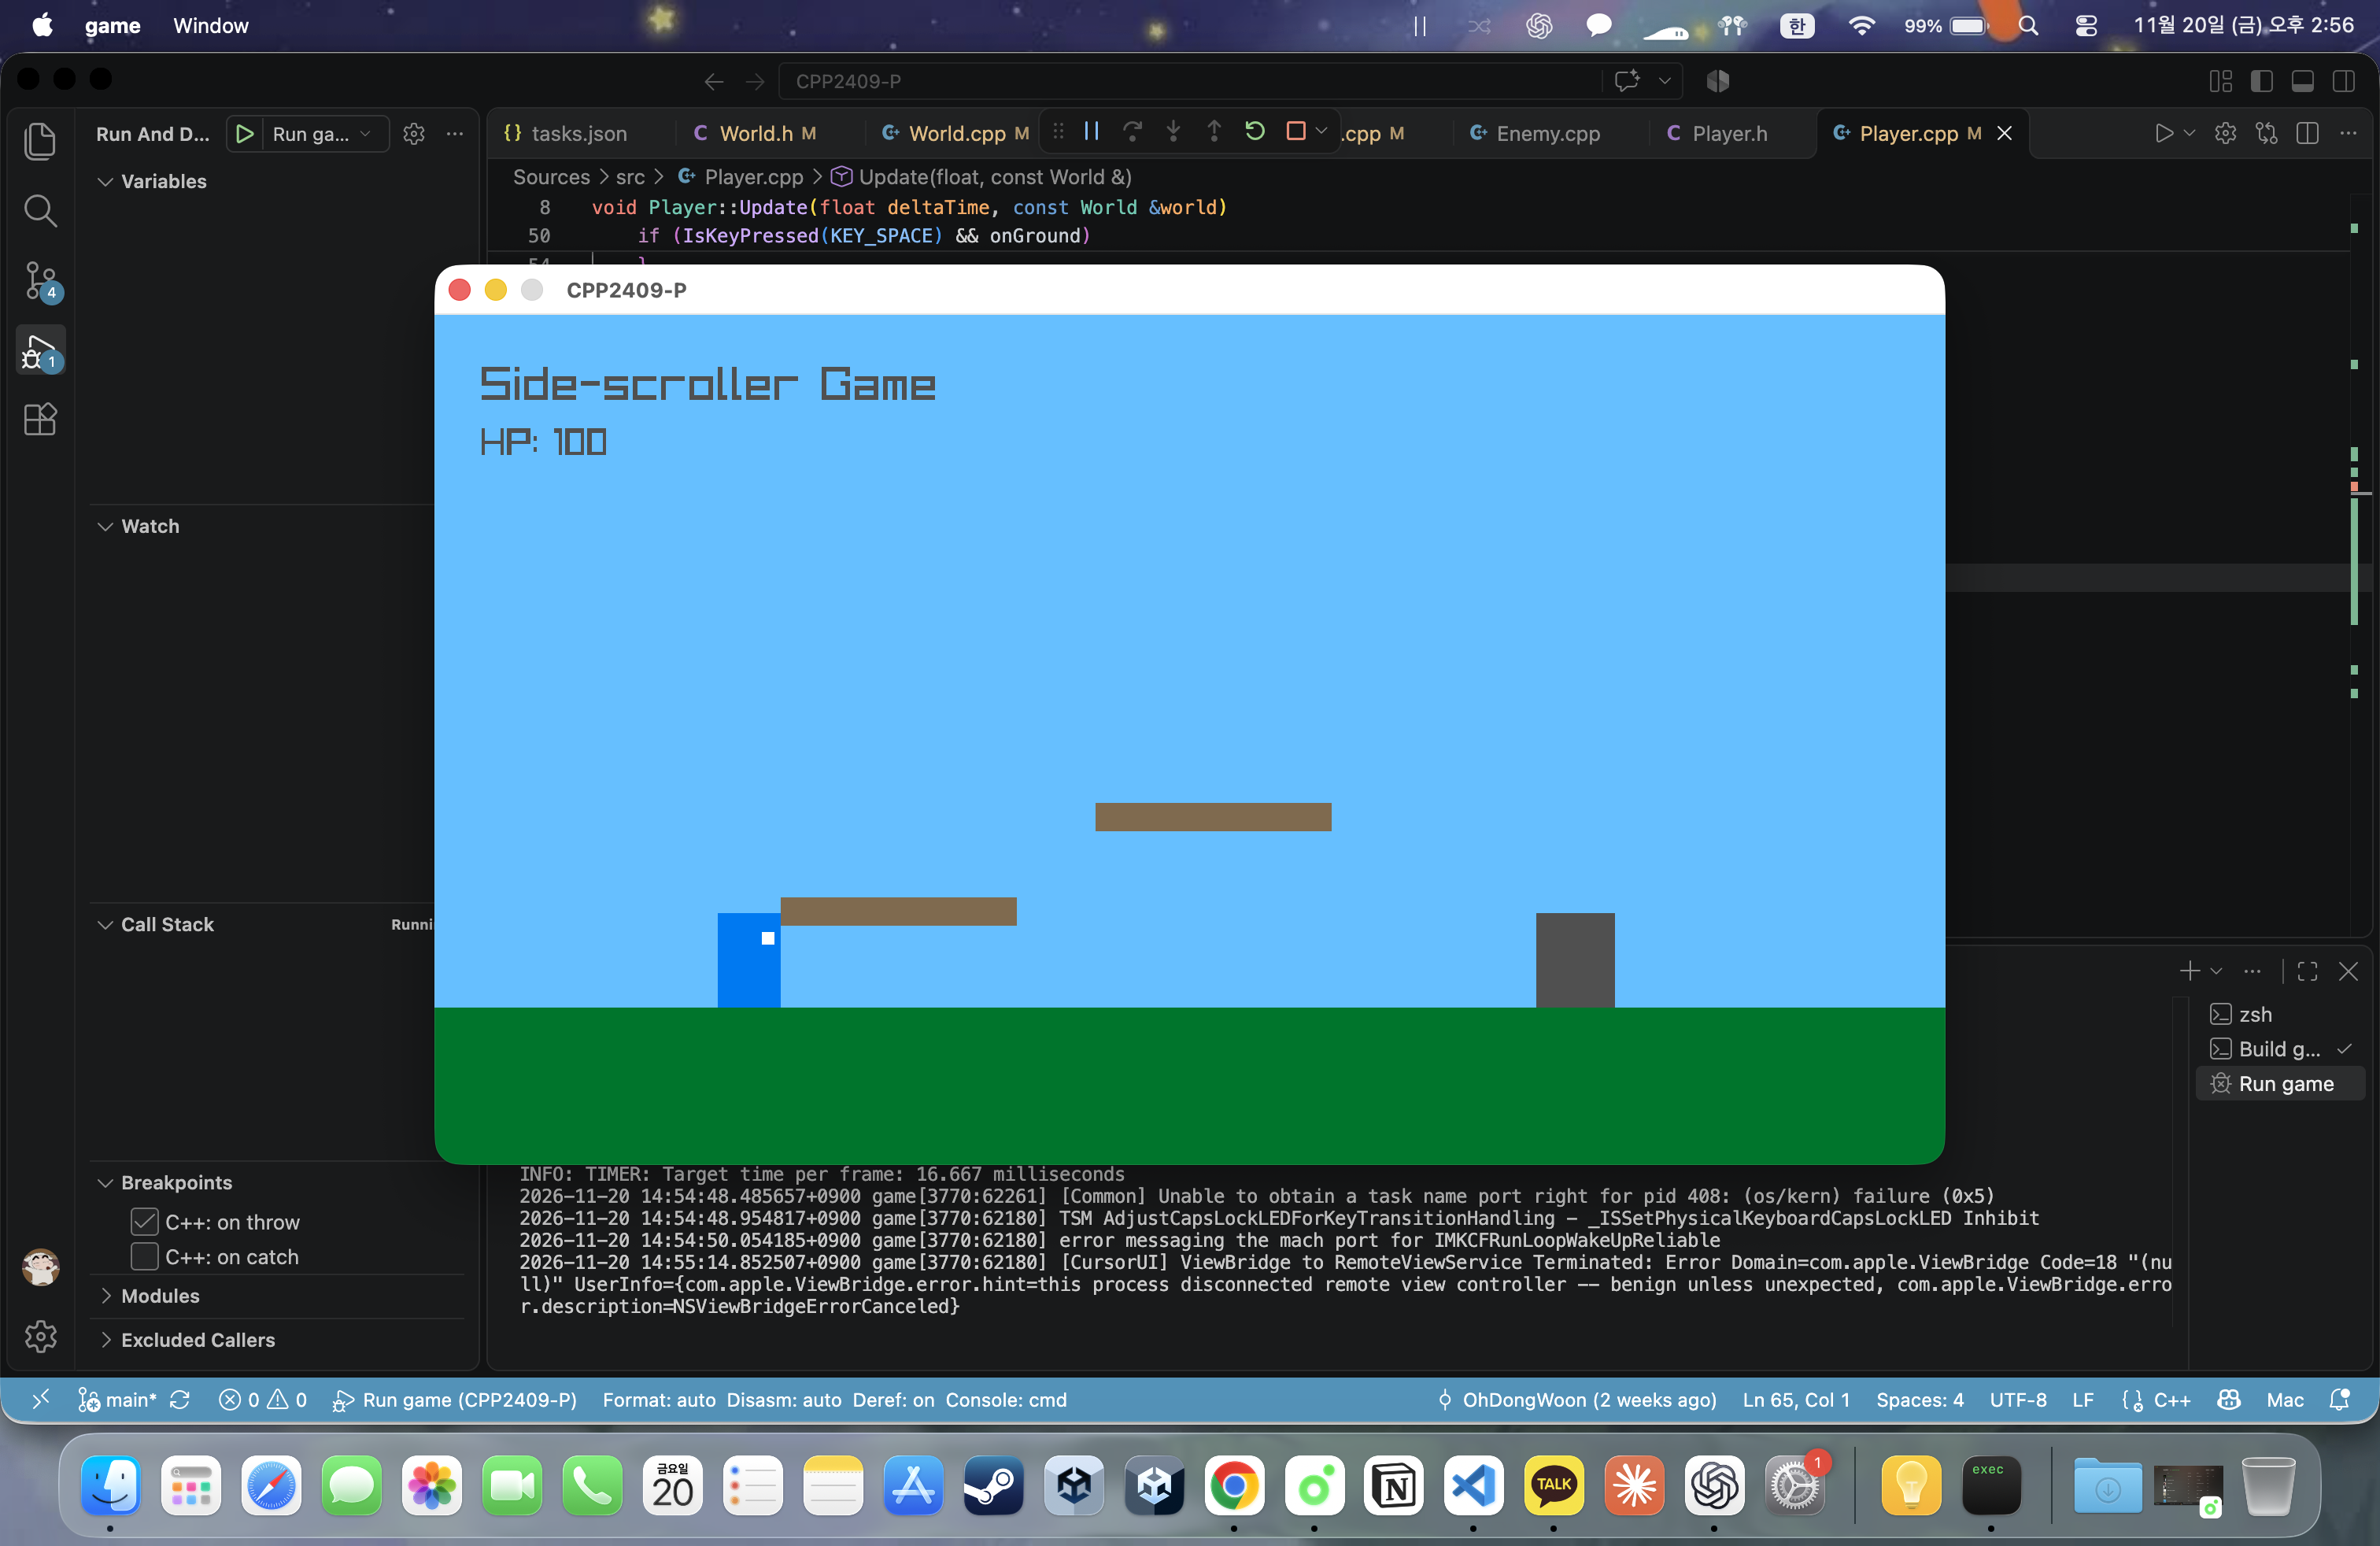 game Window
한 99% 11월 20일 (금) 오후 2:56
CPP2409-P
Run And D... Run ga...
tasks.json World.h M World.cpp M .cpp M Enemy.cpp Player.h Player.cpp M
Sources > src > Player.cpp > Update(float, const World &)
8 void Player::Update(float deltaTime, const World &world)
50 if (IsKeyPressed(KEY_SPACE) && onGround)
54 }
Variables
Watch
Call Stack Runni
Breakpoints
C++: on throw
C++: on catch
Modules
Excluded Callers
4
1
CPP2409-P
Side-scroller Game
HP: 100
zsh
Build g...
Run game
INFO: TIMER: Target time per frame: 16.667 milliseconds
2026-11-20 14:54:48.485657+0900 game[3770:62261] [Common] Unable to obtain a task name port right for pid 408: (os/kern) failure (0x5)
2026-11-20 14:54:48.954817+0900 game[3770:62180] TSM AdjustCapsLockLEDForKeyTransitionHandling - _ISSetPhysicalKeyboardCapsLockLED Inhibit
2026-11-20 14:54:50.054185+0900 game[3770:62180] error messaging the mach port for IMKCFRunLoopWakeUpReliable
2026-11-20 14:55:14.852507+0900 game[3770:62180] [CursorUI] ViewBridge to RemoteViewService Terminated: Error Domain=com.apple.ViewBridge Code=18 "(nu
ll)" UserInfo={com.apple.ViewBridge.error.hint=this process disconnected remote view controller -- benign unless unexpected, com.apple.ViewBridge.erro
r.description=NSViewBridgeErrorCanceled}
main* 0 0 Run game (CPP2409-P) Format: auto Disasm: auto Deref: on Console: cmd OhDongWoon (2 weeks ago) Ln 65, Col 1 Spaces: 4 UTF-8 LF C++ Mac
금요일
20
TALK
1
exec